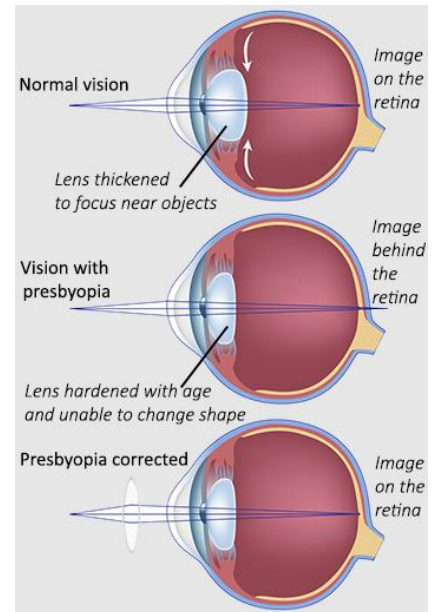 Normal vision
Image
on the
retina
Lens thickened
to focus near objects
Vision with
presbyopia
Image
behind
the
retina
Lens hardened with age
and unable to change shape
Presbyopia corrected
Image
on the
retina